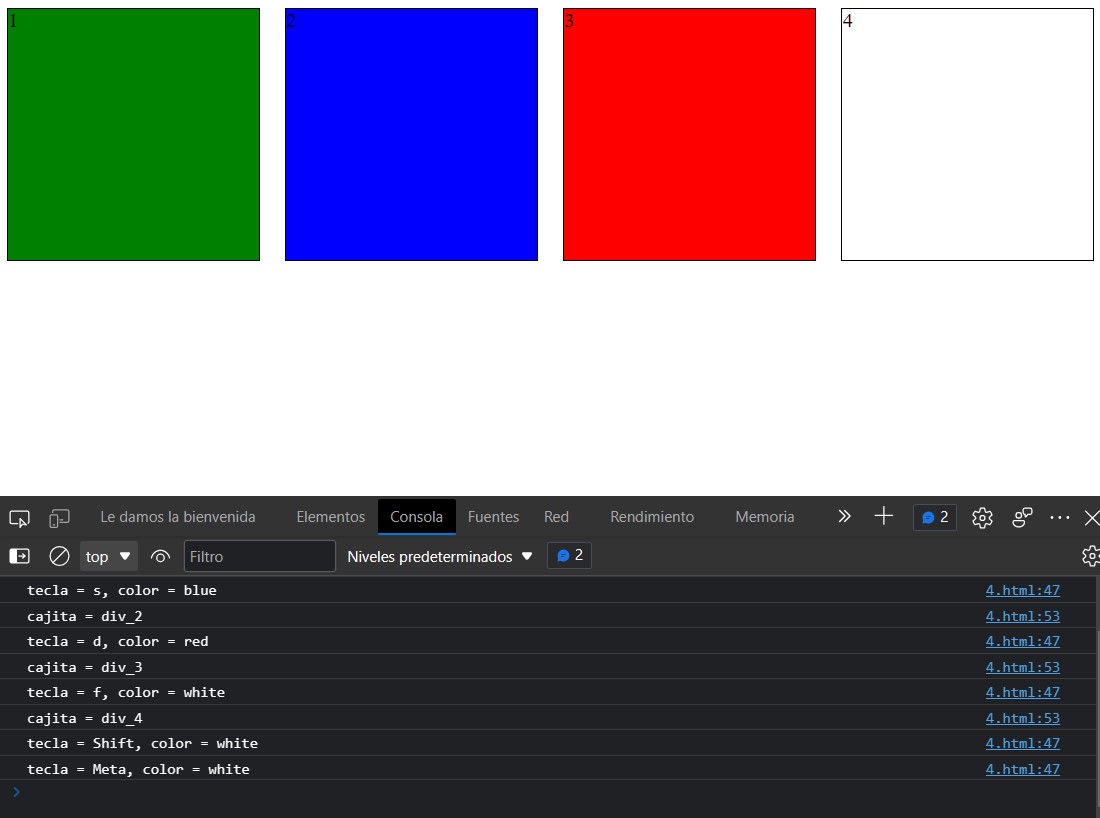 1 2 3 4
Le damos la bienvenida Elementos Consola Fuentes Red Rendimiento Memoria 2
top Filtro Niveles predeterminados 2
tecla = s, color = blue 4.html:47
cajita = div_2 4.html:53
tecla = d, color = red 4.html:47
cajita = div_3 4.html:53
tecla = f, color = white 4.html:47
cajita = div_4 4.html:53
tecla = Shift, color = white 4.html:47
tecla = Meta, color = white 4.html:47